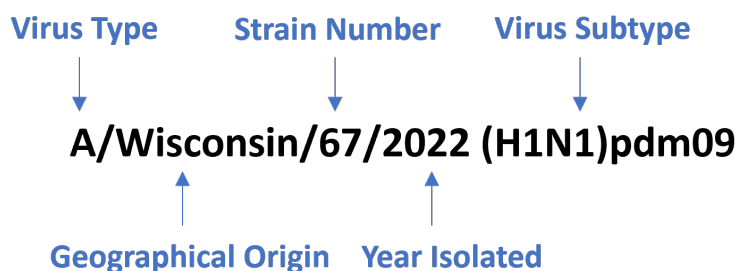 Virus Type Strain Number Virus Subtype
A/Wisconsin/67/2022 (H1N1)pdm09
Geographical Origin Year Isolated